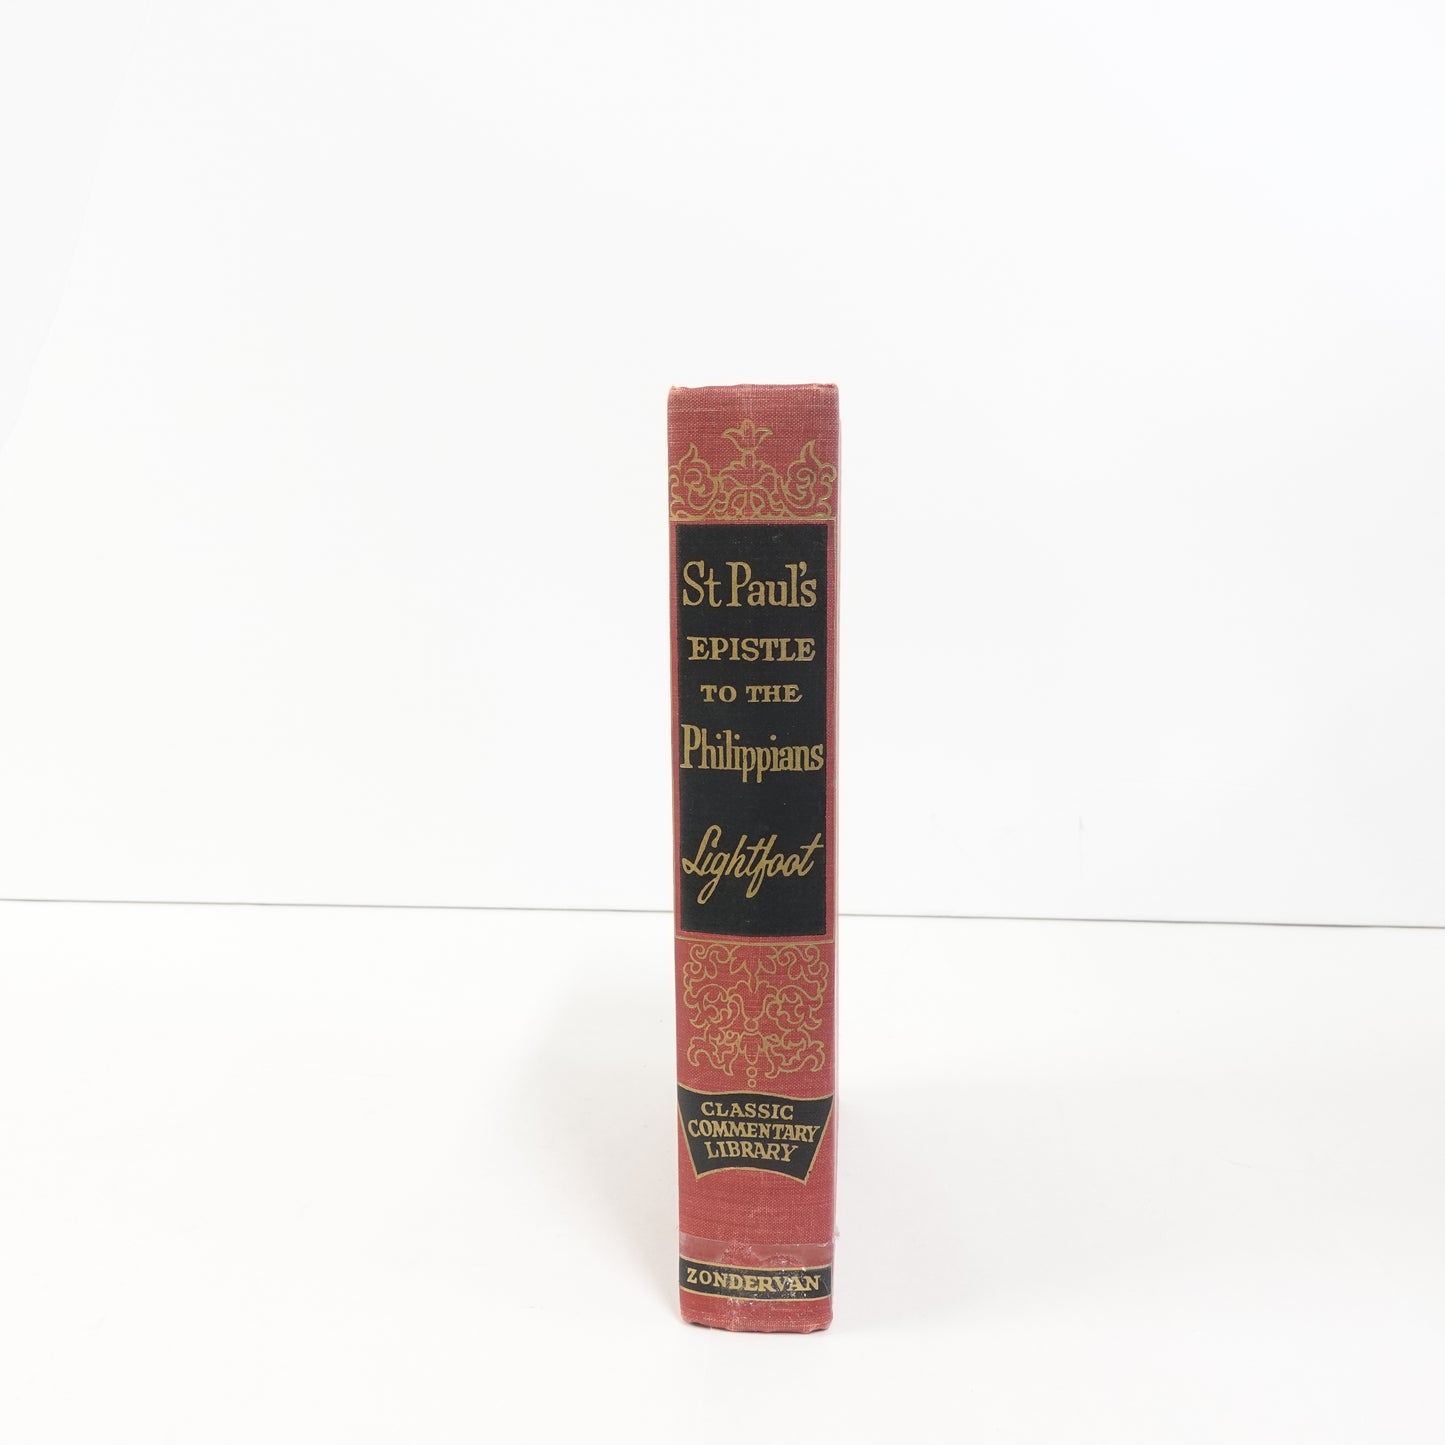 St Paul's
EPISTLE
TO THE
Philippians
Lightfoot
CLASSIC
COMMENTARY
LIBRARY
ZONDERVAN